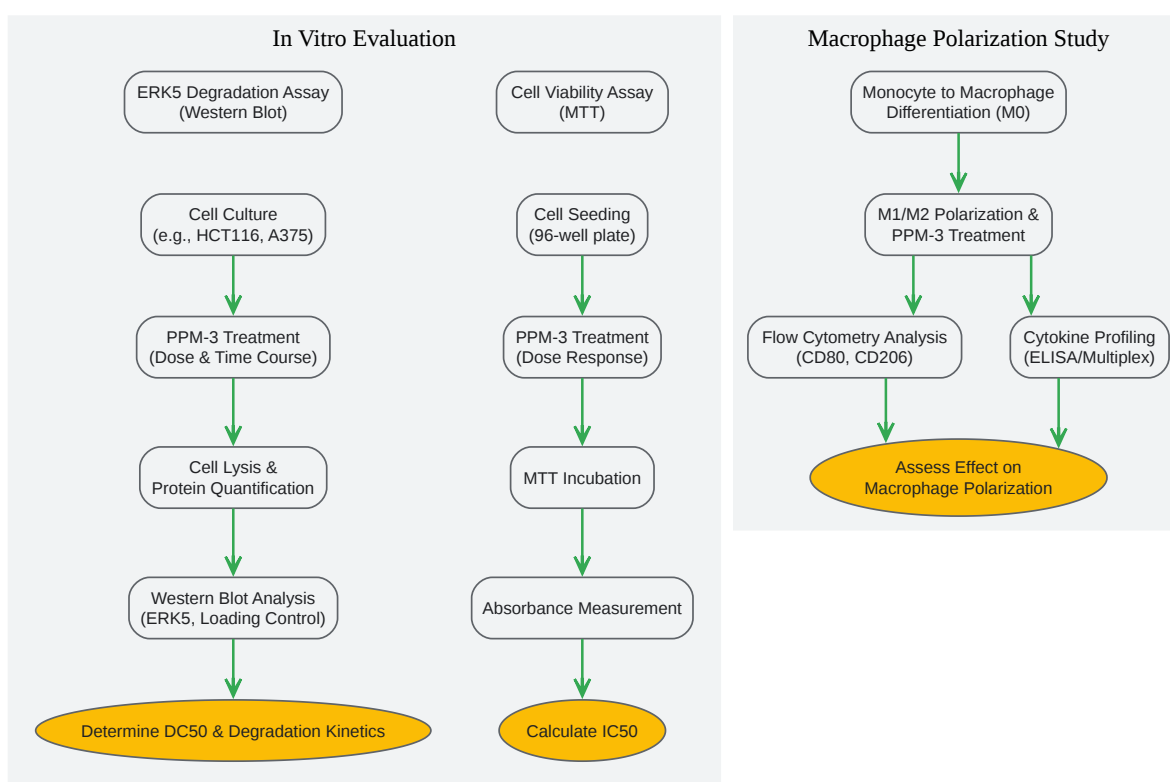 In Vitro Evaluation
ERK5 Degradation Assay
(Western Blot)
Cell Culture
(e.g., HCT116, A375)
PPM-3 Treatment
(Dose & Time Course)
Cell Lysis &
Protein Quantification
Western Blot Analysis
(ERK5, Loading Control)
Determine DC50 & Degradation Kinetics
Cell Viability Assay
(MTT)
Cell Seeding
(96-well plate)
PPM-3 Treatment
(Dose Response)
MTT Incubation
Absorbance Measurement
Calculate IC50
Macrophage Polarization Study
Monocyte to Macrophage
Differentiation (M0)
M1/M2 Polarization &
PPM-3 Treatment
Flow Cytometry Analysis
(CD80, CD206)
Cytokine Profiling
(ELISA/Multiplex)
Assess Effect on
Macrophage Polarization